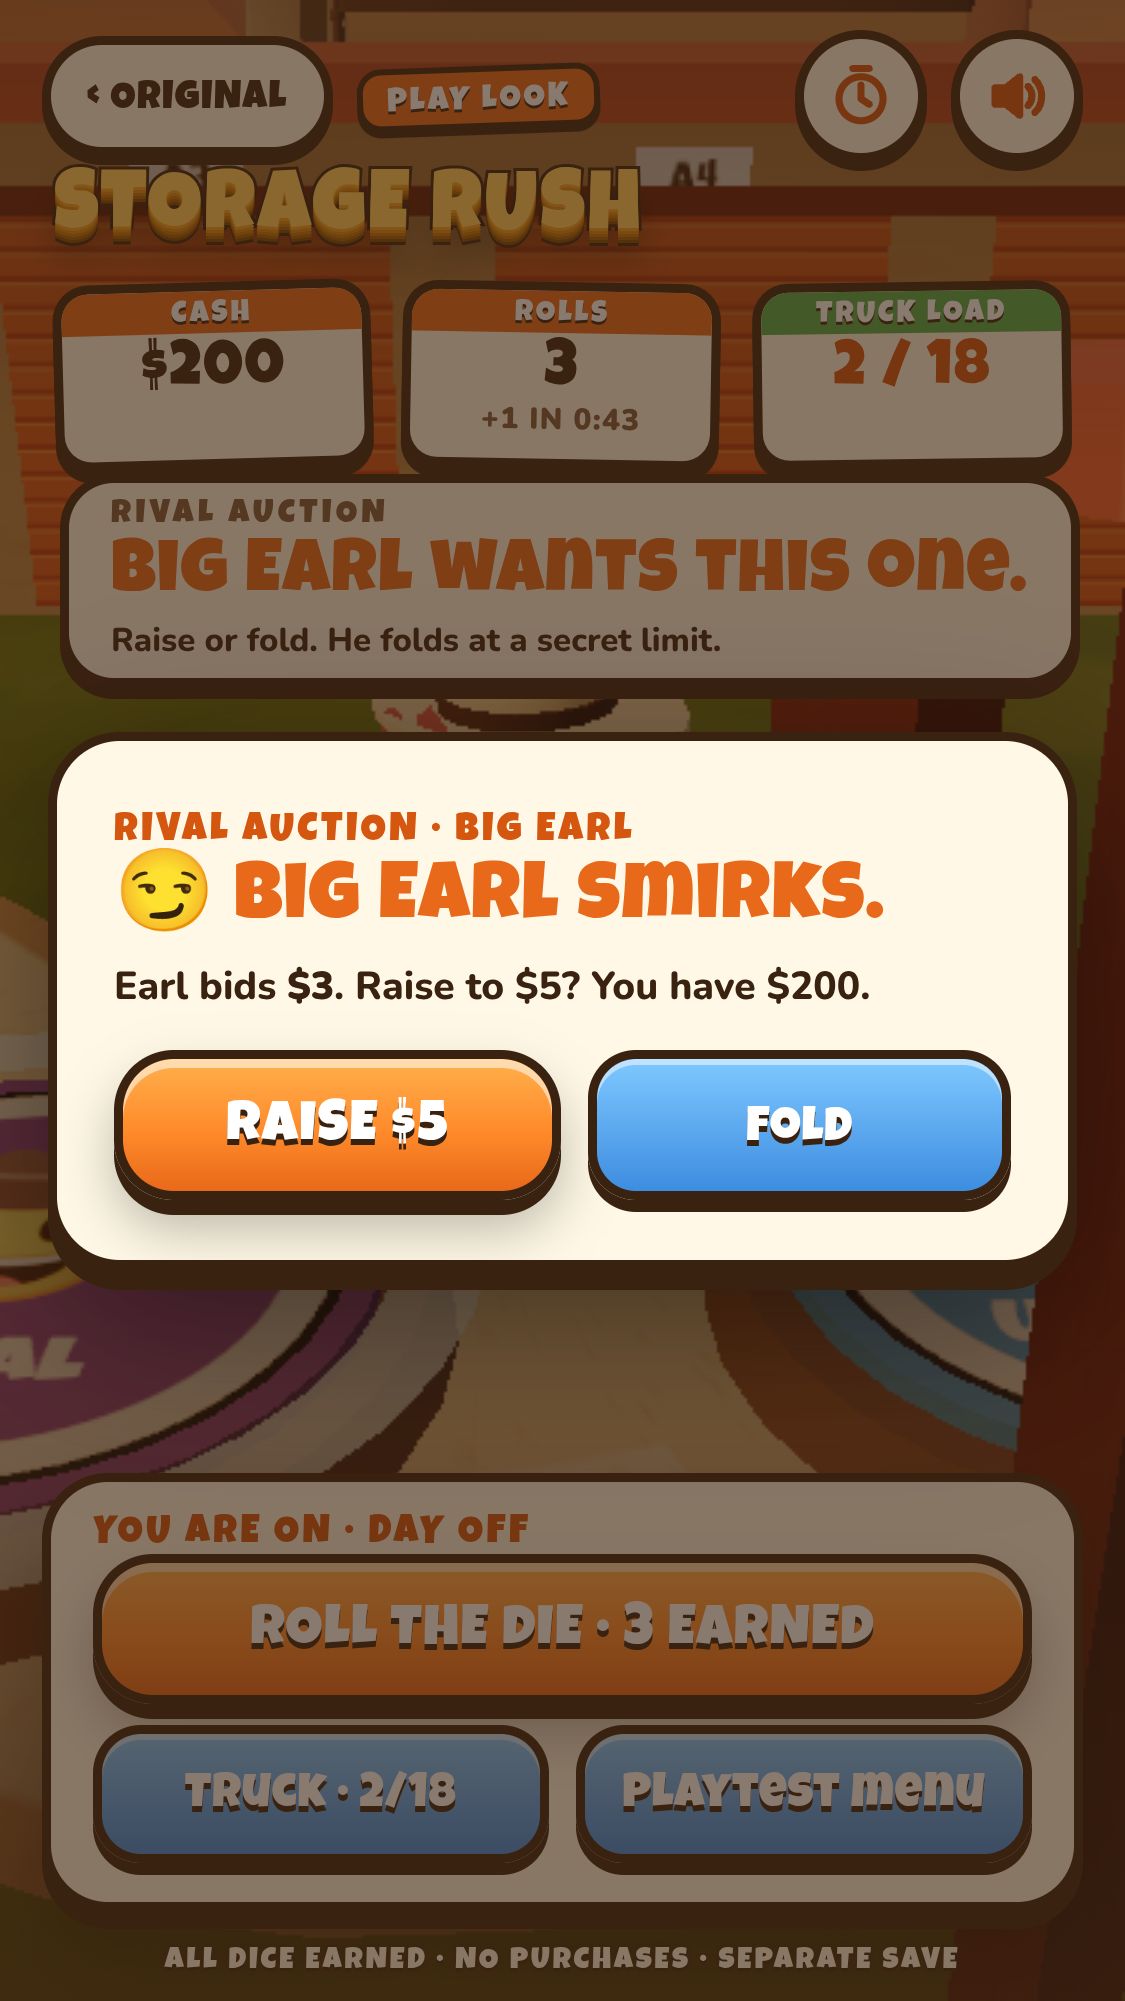 ‹ ORIGINAL
PLAY LOOK
A4
STORAGE RUSH
CASH
$200
ROLLS
3
+1 IN 0:43
TRUCK LOAD
2 / 18
RIVAL AUCTION
BIG EARL WANTS THIS ONE.
Raise or fold. He folds at a secret limit.
RIVAL AUCTION · BIG EARL
😏 BIG EARL SMIRKS.
Earl bids $3. Raise to $5? You have $200.
RAISE $5
FOLD
YOU ARE ON · DAY OFF
ROLL THE DIE · 3 EARNED
TRUCK · 2/18
PLAYTEST MENU
ALL DICE EARNED · NO PURCHASES · SEPARATE SAVE